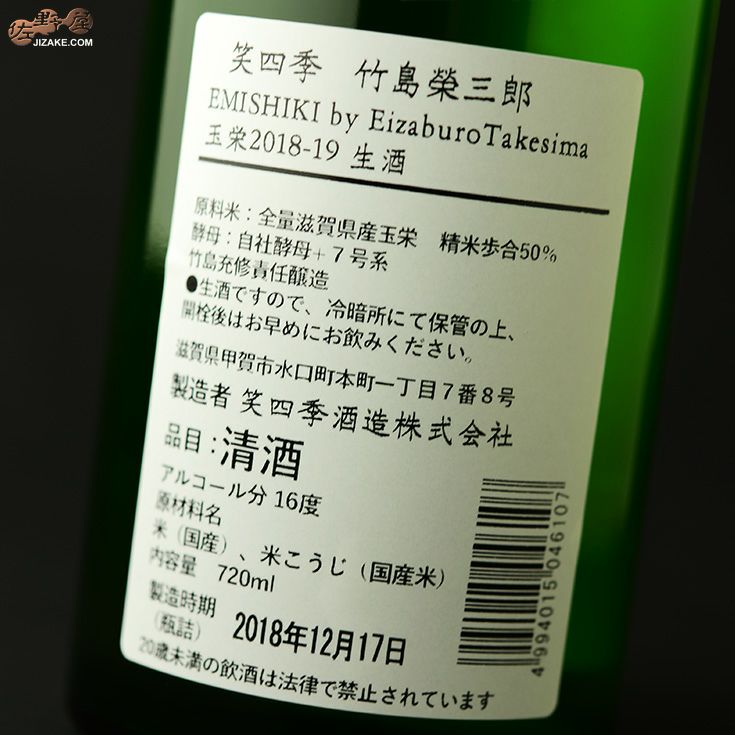 佐野屋
JIZAKE.COM
笑四季 竹島榮三郎
EMISHIKI by EizaburoTakesima
玉栄2018-19 生酒
原料米：全量滋賀県産玉栄 精米歩合50%
酵母：自社酵母+7号系
竹島充修責任醸造
●生酒ですので、冷暗所にて保管の上、
開栓後はお早めにお飲みください。
滋賀県甲賀市水口町本町一丁目7番8号
製造者 笑四季酒造株式会社
品目：清酒
アルコール分 16度
原材料名
米（国産）、米こうじ（国産米）
内容量 720ml
製造時期
（瓶詰） 2018年12月17日
20歳未満の飲酒は法律で禁止されています
4994015046107